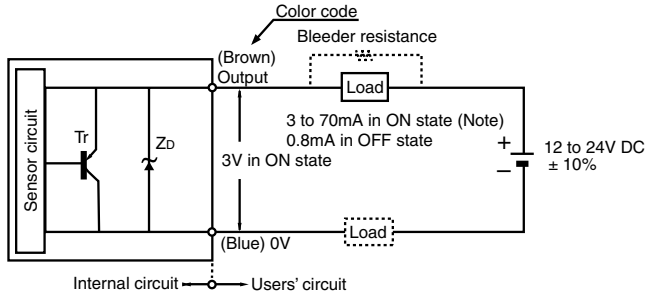 Color code
Bleeder resistance
(Brown)
Output
Load
Sensor circuit
Tr
ZD
3V in ON state
3 to 70mA in ON state (Note)
0.8mA in OFF state
+
−
12 to 24V DC
± 10%
(Blue) 0V
Load
Internal circuit
Users' circuit